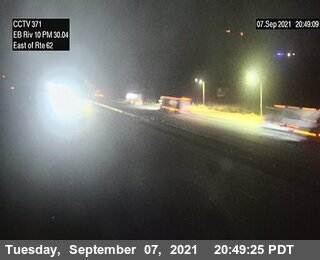 CCTV 371
EB Riv 10 PM 30.04
East of Rte 62
07.Sep 2021 20:49:09
Tuesday, September 07, 2021 20:49:25 PDT